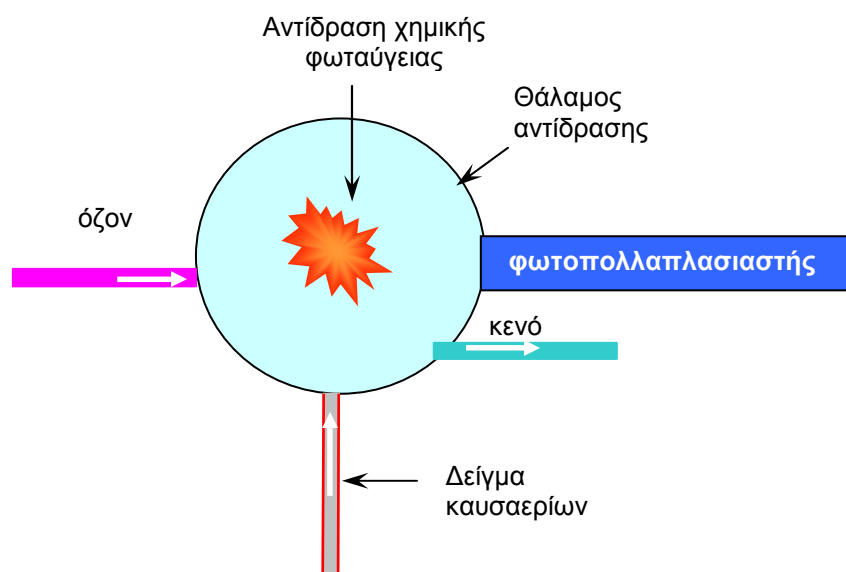 Αντίδραση χημικής
φωταύγειας
Θάλαμος
αντίδρασης
όζον
φωτοπολλαπλασιαστής
κενό
Δείγμα
καυσαερίων